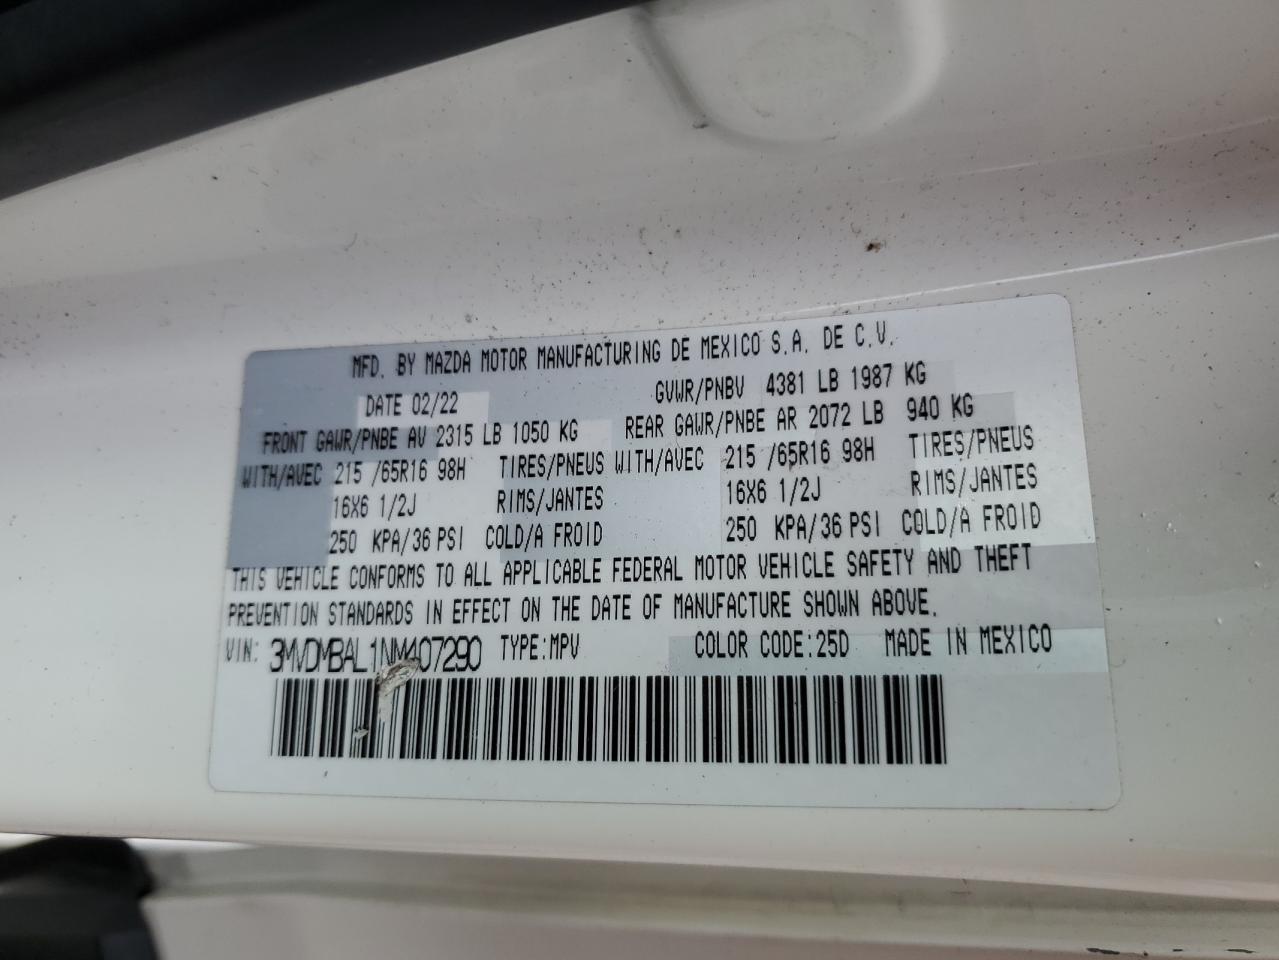 MFD. BY MAZDA MOTOR MANUFACTURING DE MEXICO S.A. DE C.V.
DATE 02/22 GVWR/PNBV 4381 LB 1987 KG
FRONT GAWR/PNBE AV 2315 LB 1050 KG REAR GAWR/PNBE AR 2072 LB 940 KG
WITH/AVEC 215 /65R16 98H TIRES/PNEUS WITH/AVEC 215 /65R16 98H TIRES/PNEUS
16X6 1/2J RIMS/JANTES 16X6 1/2J RIMS/JANTES
250 KPA/36 PSI COLD/A FROID 250 KPA/36 PSI COLD/A FROID
THIS VEHICLE CONFORMS TO ALL APPLICABLE FEDERAL MOTOR VEHICLE SAFETY AND THEFT
PREVENTION STANDARDS IN EFFECT ON THE DATE OF MANUFACTURE SHOWN ABOVE.
VIN: 3MVDMBAL1NM407290 TYPE:MPV COLOR CODE:25D MADE IN MEXICO